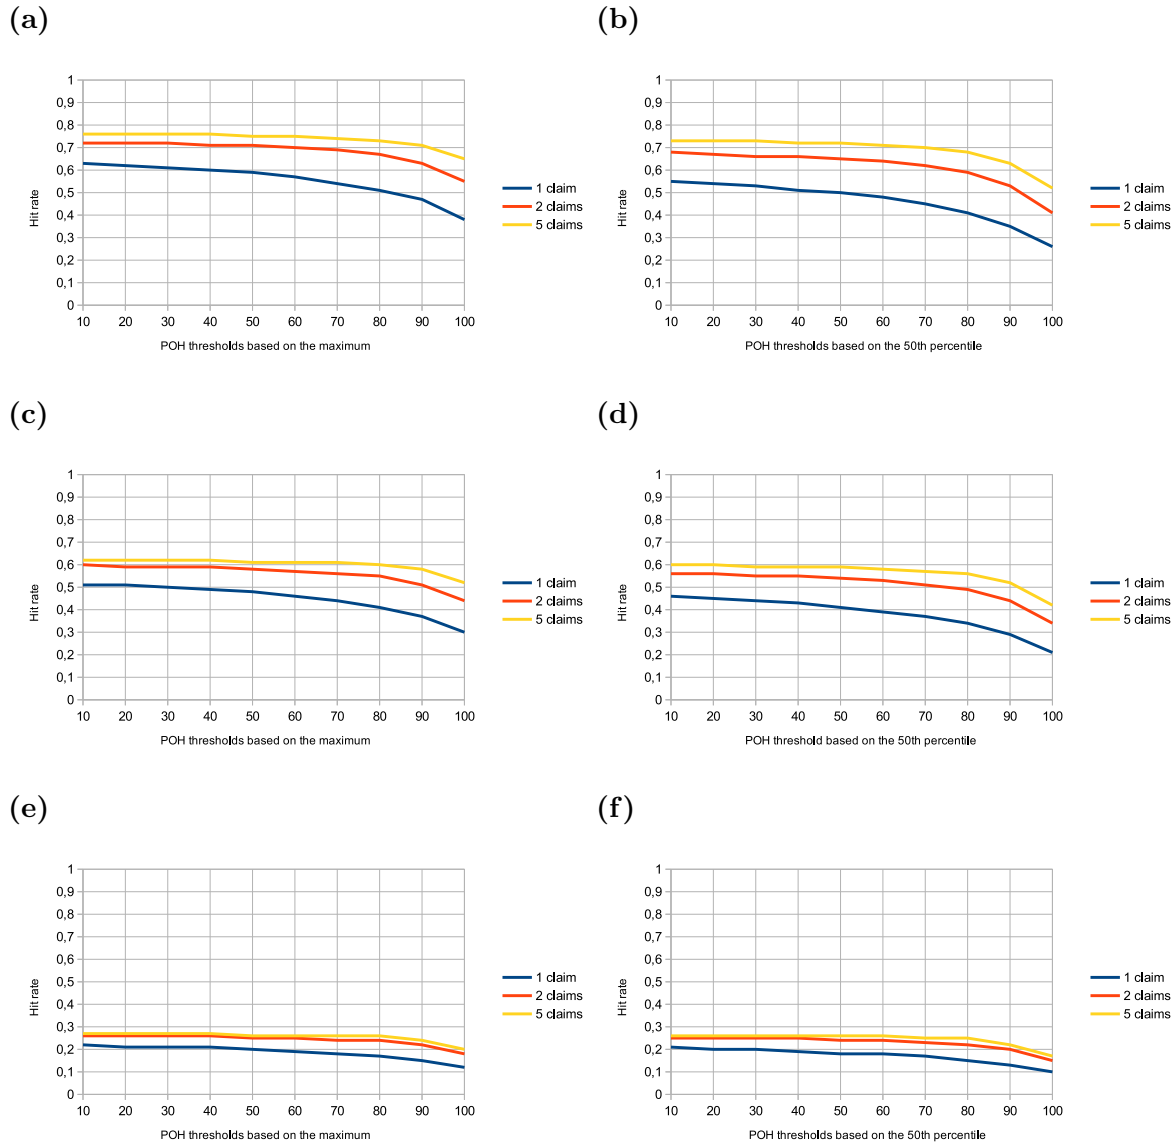 (a)
1
0,9
0,8
0,7
0,6
0,5
0,4
0,3
0,2
0,1
0
Hit rate
10 20 30 40 50 60 70 80 90 100
POH thresholds based on the maximum
1 claim
2 claims
5 claims
(b)
1
0,9
0,8
0,7
0,6
0,5
0,4
0,3
0,2
0,1
0
Hit rate
10 20 30 40 50 60 70 80 90 100
POH thresholds based on the 50th percentile
1 claim
2 claims
5 claims
(c)
1
0,9
0,8
0,7
0,6
0,5
0,4
0,3
0,2
0,1
0
Hit rate
10 20 30 40 50 60 70 80 90 100
POH thresholds based on the maximum
1 claim
2 claims
5 claims
(d)
1
0,9
0,8
0,7
0,6
0,5
0,4
0,3
0,2
0,1
0
Hit rate
10 20 30 40 50 60 70 80 90 100
POH threshold based on the 50th percentile
1 claim
2 claims
5 claims
(e)
1
0,9
0,8
0,7
0,6
0,5
0,4
0,3
0,2
0,1
0
Hit rate
10 20 30 40 50 60 70 80 90 100
POH thresholds based on the maximum
1 claim
2 claims
5 claims
(f)
1
0,9
0,8
0,7
0,6
0,5
0,4
0,3
0,2
0,1
0
Hit rate
10 20 30 40 50 60 70 80 90 100
POH thresholds based on the 50th percentile
1 claim
2 claims
5 claims